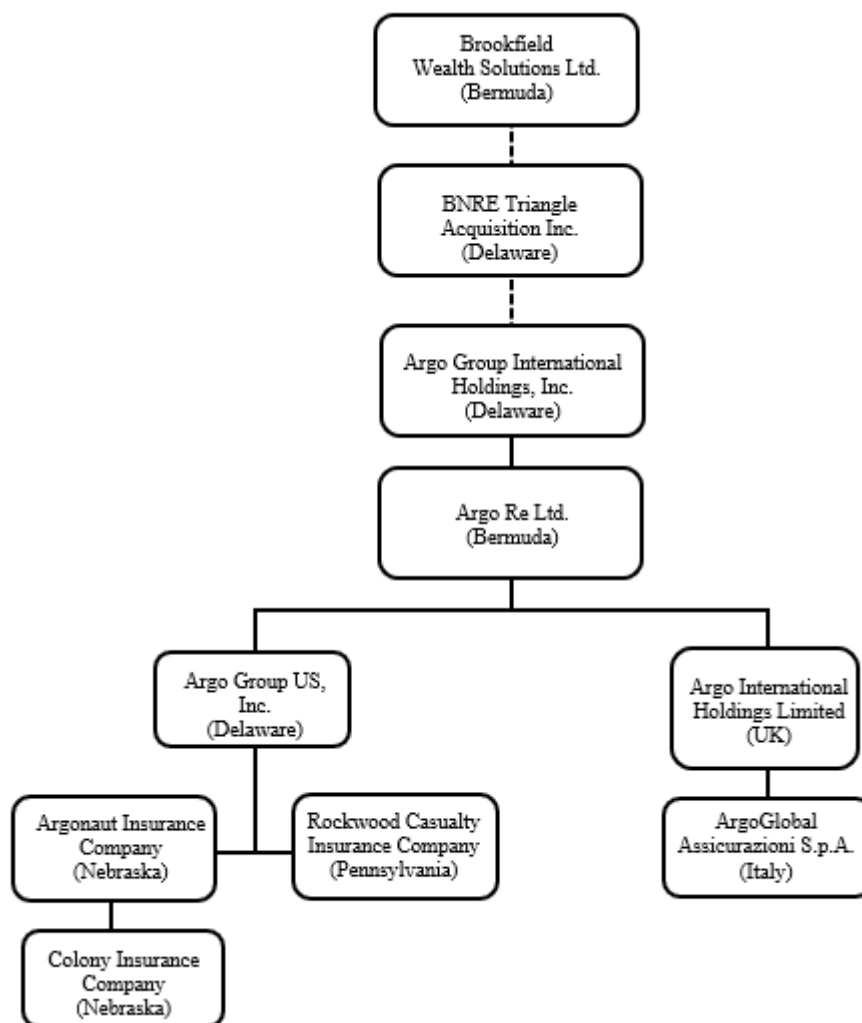 Brookfield
Wealth Solutions Ltd.
(Bermuda)
BNRE Triangle
Acquisition Inc.
(Delaware)
Argo Group International
Holdings, Inc.
(Delaware)
Argo Re Ltd.
(Bermuda)
Argo Group US,
Inc.
(Delaware)
Argo International
Holdings Limited
(UK)
Argonaut Insurance
Company
(Nebraska)
Rockwood Casualty
Insurance Company
(Pennsylvania)
ArgoGlobal
Assicurazioni S.p.A.
(Italy)
Colony Insurance
Company
(Nebraska)